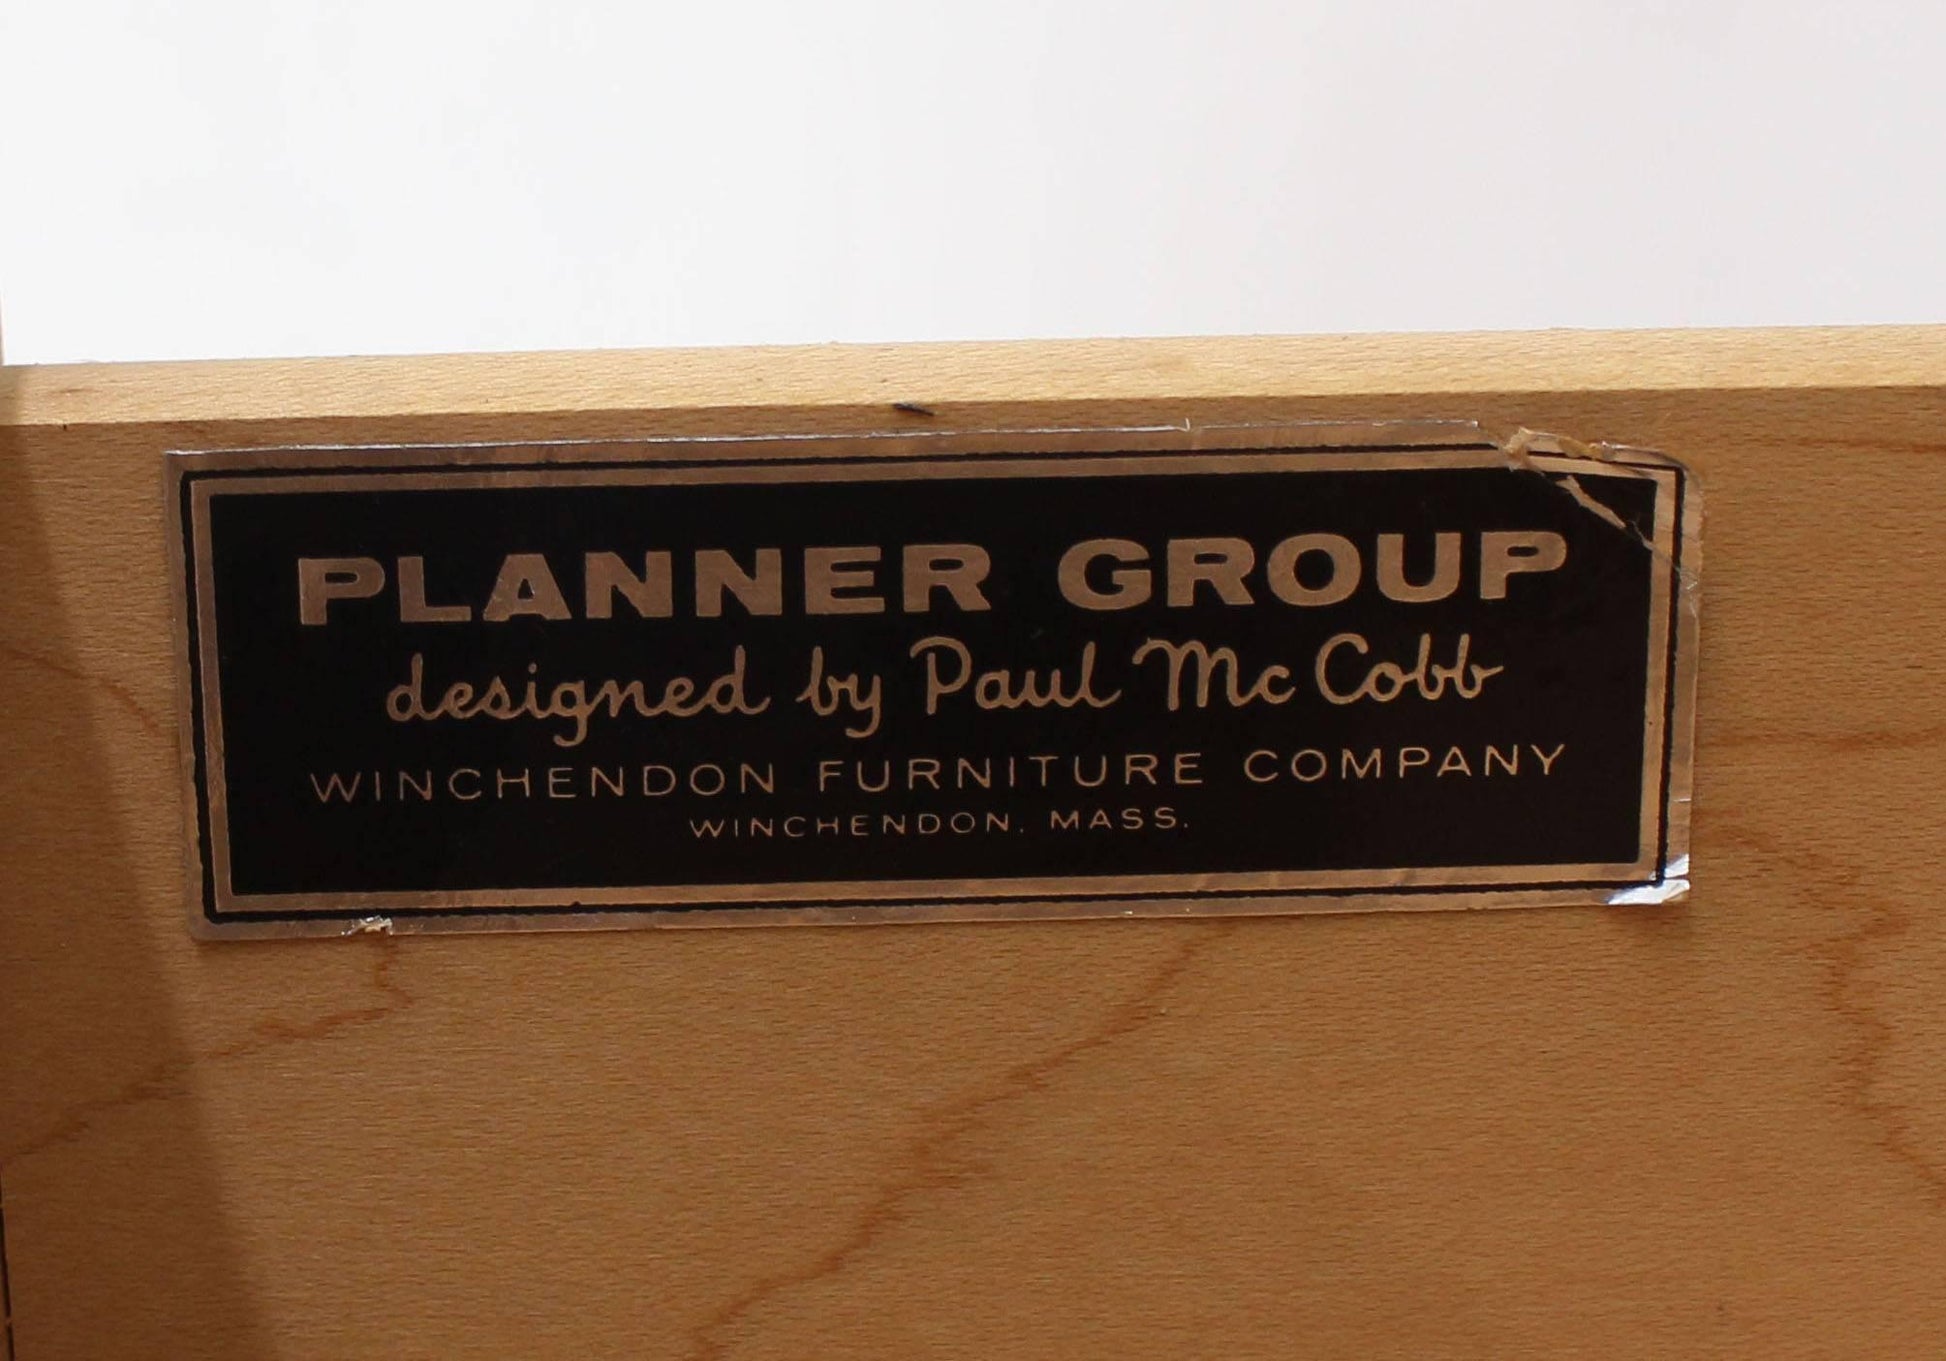 PLANNER GROUP
designed by Paul Mc Cobb
WINCHENDON FURNITURE COMPANY
WINCHENDON. MASS.